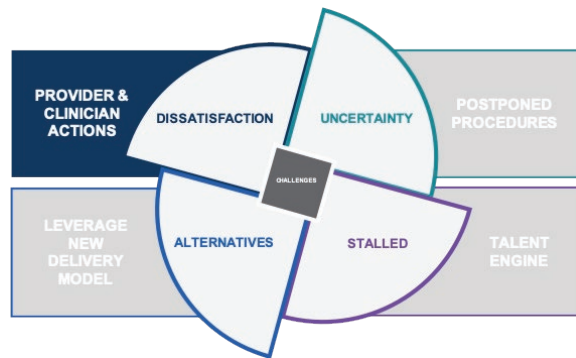 PROVIDER &
CLINICIAN
ACTIONS
DISSATISFACTION
UNCERTAINTY
POSTPONED
PROCEDURES
CHALLENGES
LEVERAGE
NEW
DELIVERY
MODEL
ALTERNATIVES
STALLED
TALENT
ENGINE